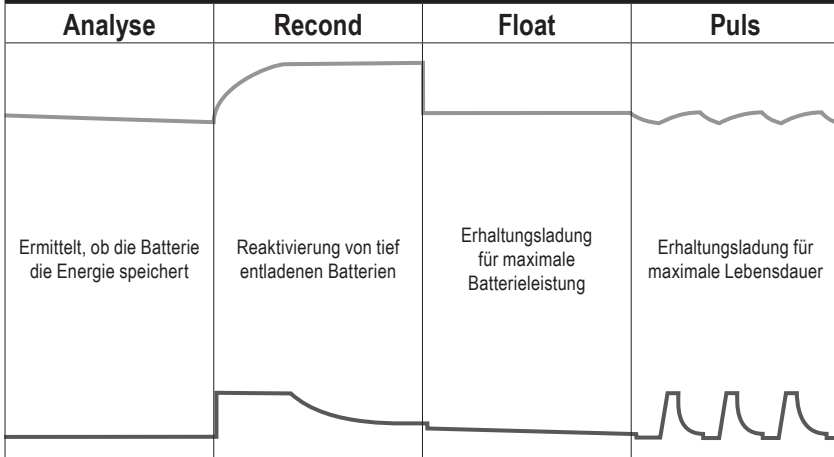 Analyse
Recond
Float
Puls
Ermittelt, ob die Batterie
die Energie speichert
Reaktivierung von tief
entladenen Batterien
Erhaltungsladung
für maximale
Batterieleistung
Erhaltungsladung für
maximale Lebensdauer